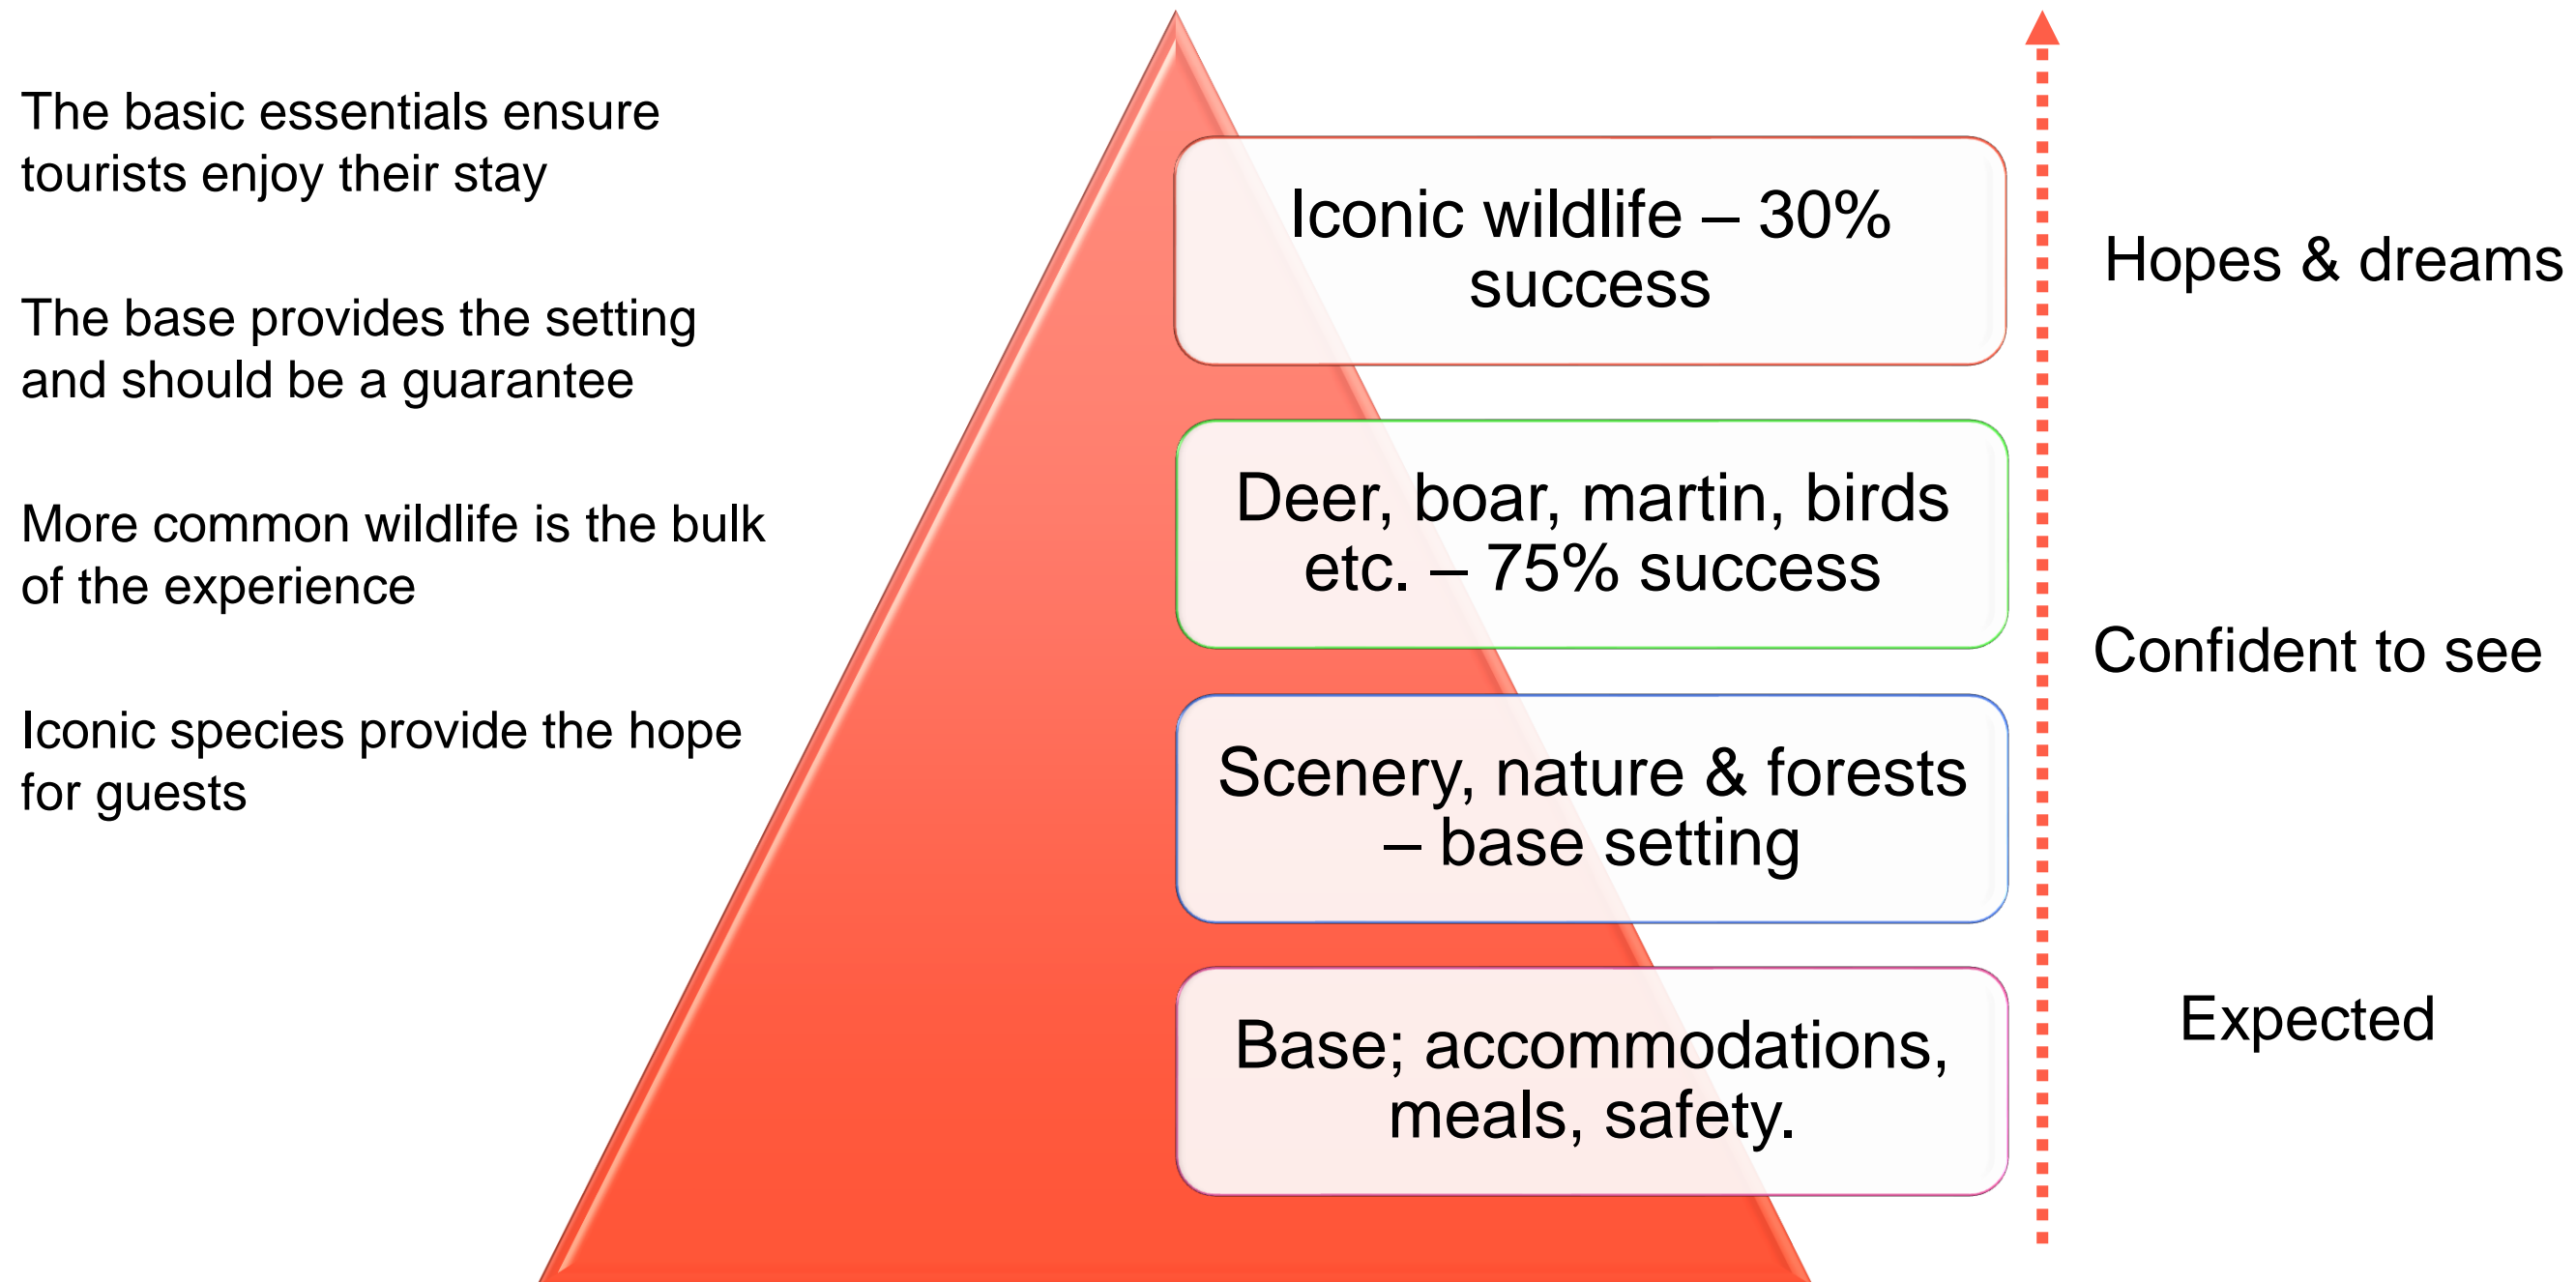 The basic essentials ensure
tourists enjoy their stay
The base provides the setting
and should be a guarantee
More common wildlife is the bulk
of the experience
Iconic species provide the hope
for guests
Iconic wildlife – 30%
success
Deer, boar, martin, birds
etc. – 75% success
Scenery, nature & forests
– base setting
Base; accommodations,
meals, safety.
Hopes & dreams
Confident to see
Expected